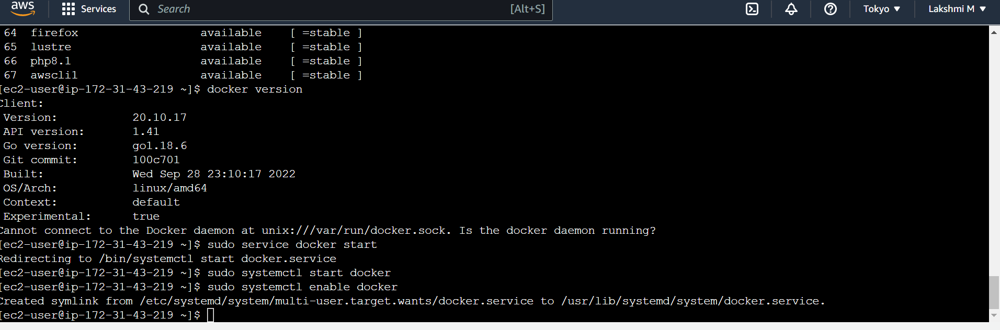 aws Services Search [Alt+S] Tokyo ▼ Lakshmi M ▼
64 firefox available [ =stable ]
65 lustre available [ =stable ]
66 php8.1 available [ =stable ]
67 awscli1 available [ =stable ]
[ec2-user@ip-172-31-43-219 ~]$ docker version
Client:
Version: 20.10.17
API version: 1.41
Go version: go1.18.6
Git commit: 100c701
Built: Wed Sep 28 23:10:17 2022
OS/Arch: linux/amd64
Context: default
Experimental: true
Cannot connect to the Docker daemon at unix:///var/run/docker.sock. Is the docker daemon running?
[ec2-user@ip-172-31-43-219 ~]$ sudo service docker start
Redirecting to /bin/systemctl start docker.service
[ec2-user@ip-172-31-43-219 ~]$ sudo systemctl start docker
[ec2-user@ip-172-31-43-219 ~]$ sudo systemctl enable docker
Created symlink from /etc/systemd/system/multi-user.target.wants/docker.service to /usr/lib/systemd/system/docker.service.
[ec2-user@ip-172-31-43-219 ~]$